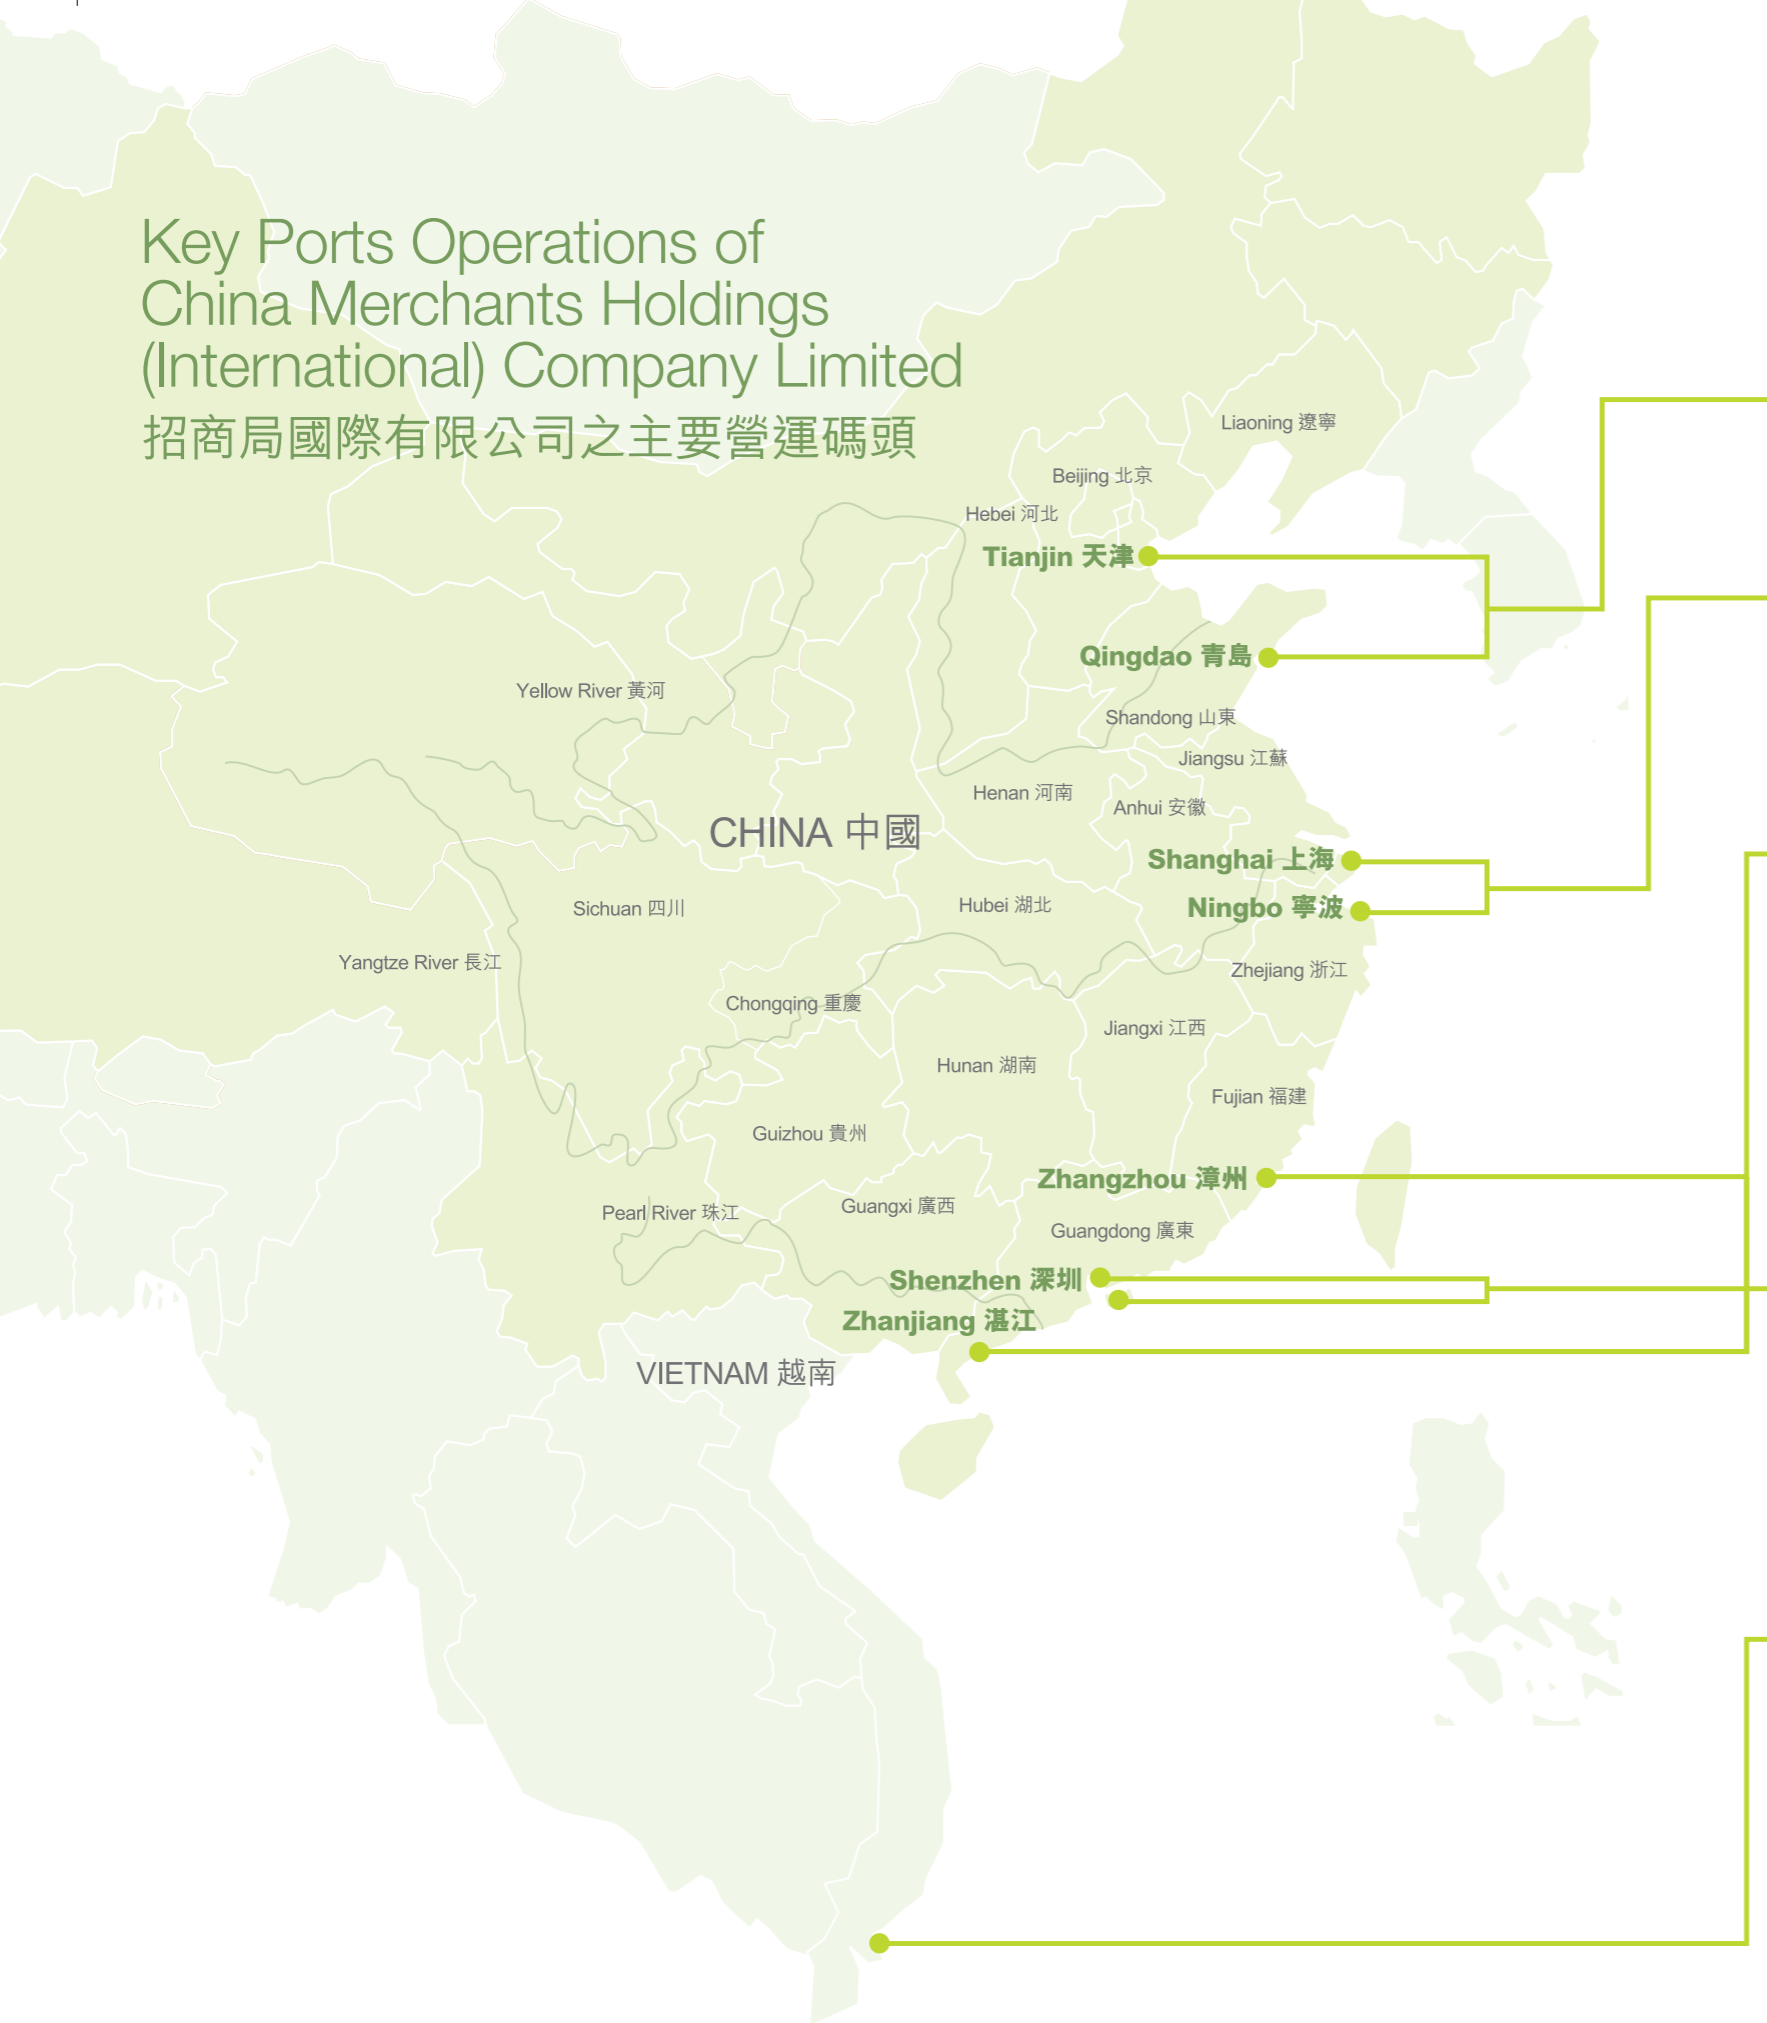 Key Ports Operations of
China Merchants Holdings
(International) Company Limited
招商局國際有限公司之主要營運碼頭
Liaoning 遼寧
Beijing 北京
Hebei 河北
Tianjin 天津
Qingdao 青島
Yellow River 黃河
Shandong 山東
Jiangsu 江蘇
Henan 河南
Anhui 安徽
CHINA 中國
Shanghai 上海
Sichuan 四川
Hubei 湖北
Ningbo 寧波
Yangtze River 長江
Zhejiang 浙江
Chongqing 重慶
Jiangxi 江西
Hunan 湖南
Fujian 福建
Guizhou 貴州
Zhangzhou 漳州
Pearl River 珠江
Guangxi 廣西
Guangdong 廣東
Shenzhen 深圳
Zhanjiang 湛江
VIETNAM 越南